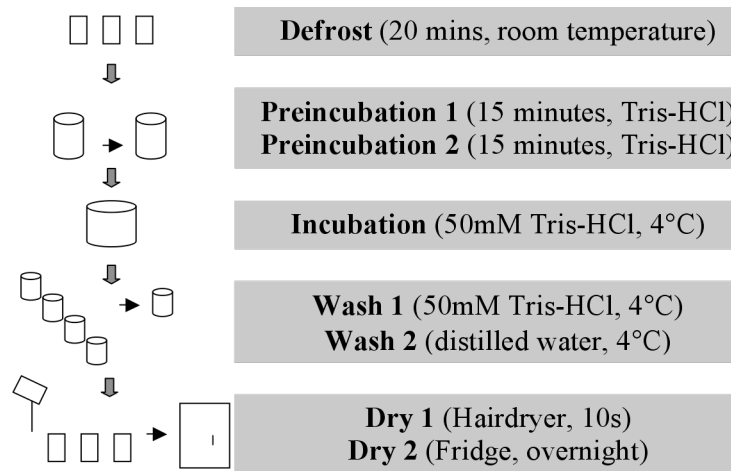 Defrost (20 mins, room temperature)
Preincubation 1 (15 minutes, Tris-HCl)
Preincubation 2 (15 minutes, Tris-HCl)
Incubation (50mM Tris-HCl, 4°C)
Wash 1 (50mM Tris-HCl, 4°C)
Wash 2 (distilled water, 4°C)
Dry 1 (Hairdryer, 10s)
Dry 2 (Fridge, overnight)